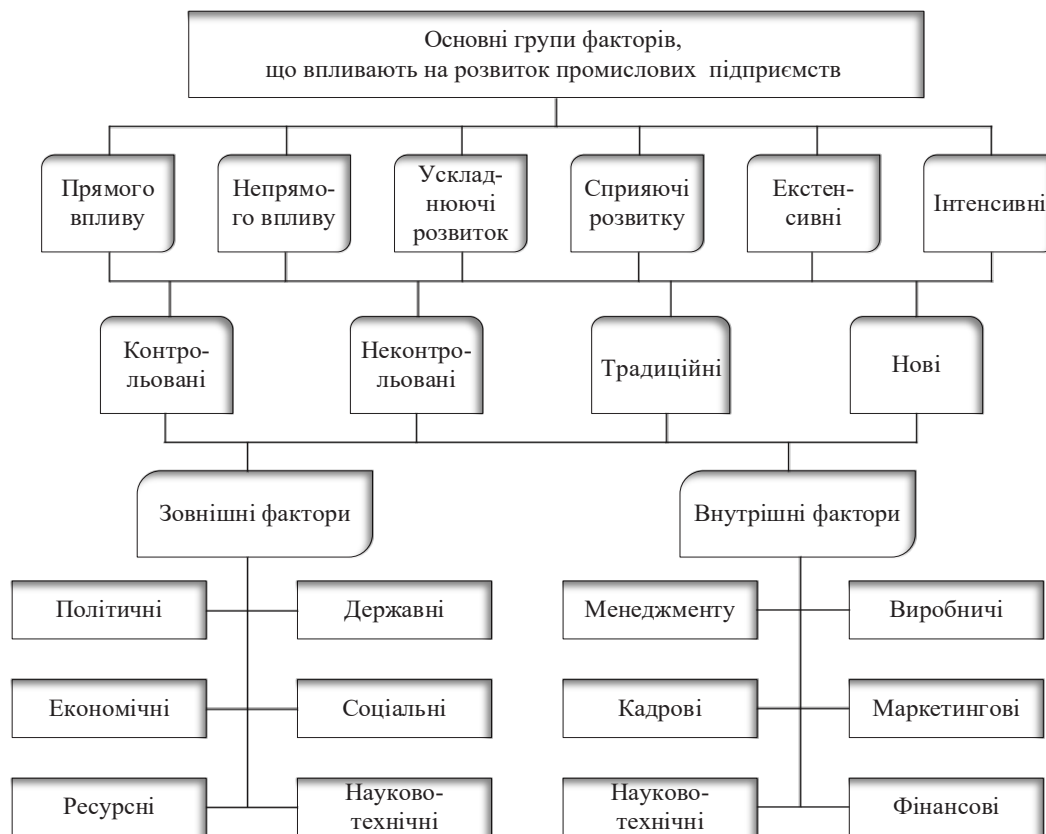 Основні групи факторів,
що впливають на розвиток промислових підприємств
Прямого
впливу
Непрямо-
го впливу
Усклад-
нюючі
розвиток
Сприяючі
розвитку
Екстен-
сивні
Інтенсивні
Контро-
льовані
Неконтро-
льовані
Традиційні
Нові
Зовнішні фактори
Внутрішні фактори
Політичні
Державні
Менеджменту
Виробничі
Економічні
Соціальні
Кадрові
Маркетингові
Ресурсні
Науково-
технічні
Науково-
технічні
Фінансові